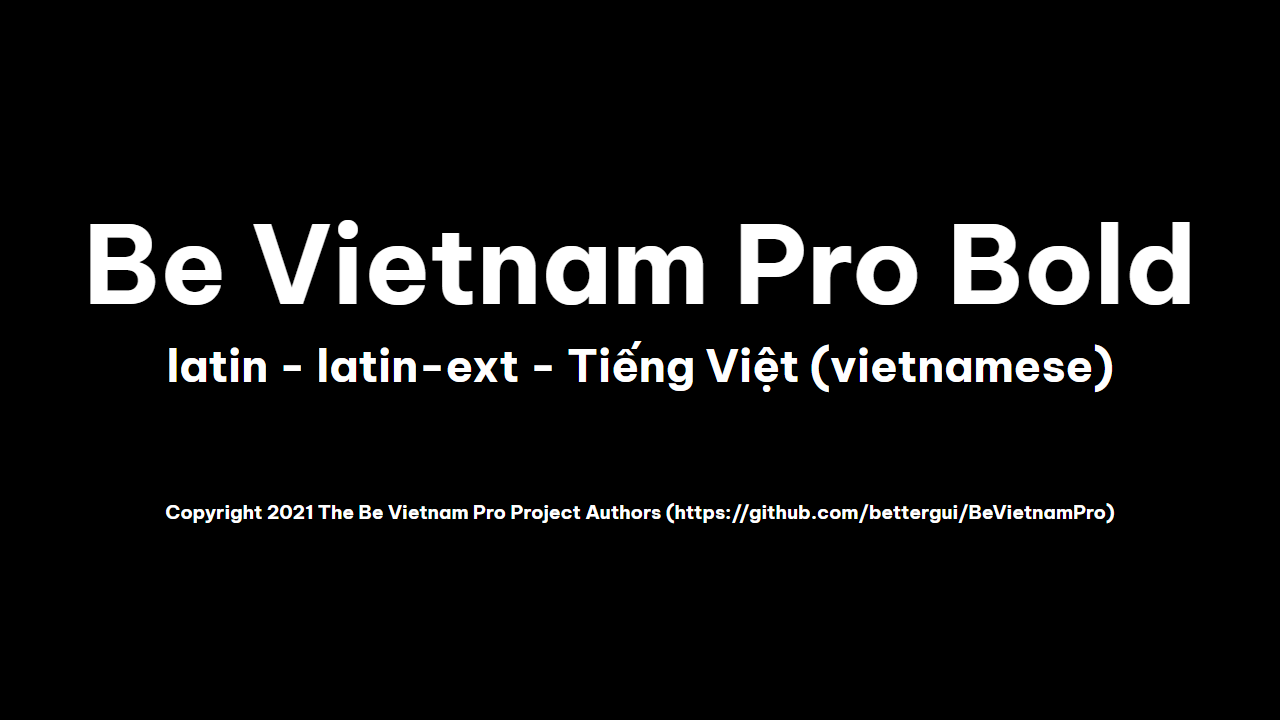 Be Vietnam Pro Bold
latin - latin-ext - Tiếng Việt (vietnamese)
Copyright 2021 The Be Vietnam Pro Project Authors (https://github.com/bettergui/BeVietnamPro)